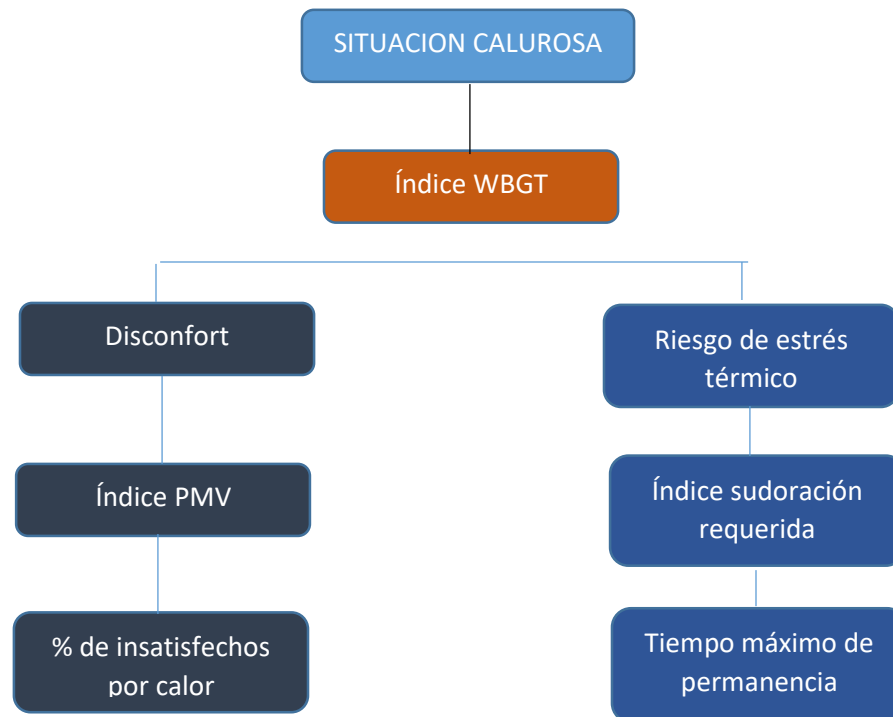 SITUACION CALUROSA
Índice WBGT
Disconfort
Riesgo de estrés
térmico
Índice PMV
Índice sudoración
requerida
% de insatisfechos
por calor
Tiempo máximo de
permanencia